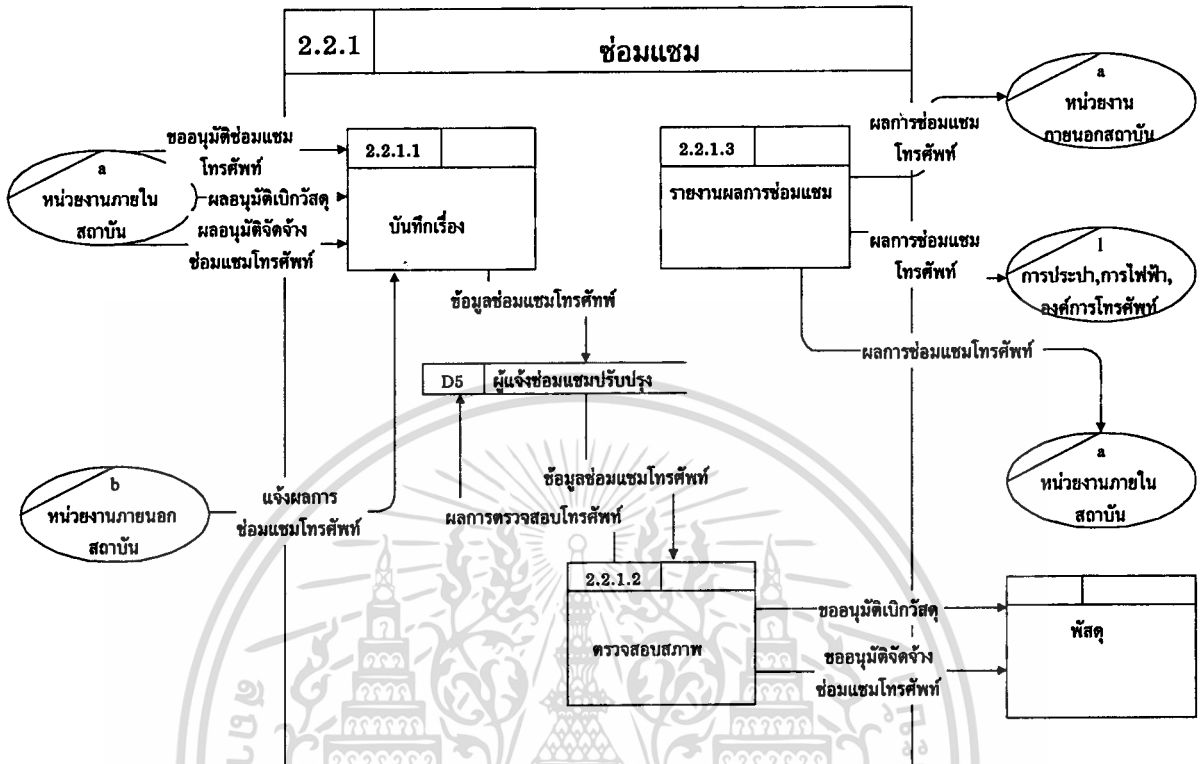 2.2.1
ซ่อมแซม
a
หน่วยงานภายใน
สถาบัน
ขออนุมัติซ่อมแซม
โทรศัพท์
ผลอนุมัติเบิกวัสดุ
ผลอนุมัติจัดจ้าง
ซ่อมแซมโทรศัพท์
2.2.1.1
บันทึกเรื่อง
2.2.1.3
รายงานผลการซ่อมแซม
ผลการซ่อมแซม
โทรศัพท์
a
หน่วยงาน
ภายนอกสถาบัน
ผลการซ่อมแซม
โทรศัพท์
1
การประปา,การไฟฟ้า,
องค์การโทรศัพท์
ข้อมูลซ่อมแซมโทรศัทพ์
ผลการซ่อมแซมโทรศัพท์
D5
ผู้แจ้งซ่อมแซมปรับปรุง
a
หน่วยงานภายใน
สถาบัน
b
หน่วยงานภายนอก
สถาบัน
แจ้งผลการ
ซ่อมแซมโทรศัพท์
ข้อมูลซ่อมแซมโทรศัพท์
ผลการตรวจสอบโทรศัพท์
2.2.1.2
ตรวจสอบสภาพ
ขออนุมัติเบิกวัสดุ
ขออนุมัติจัดจ้าง
ซ่อมแซมโทรศัพท์
พัสดุ